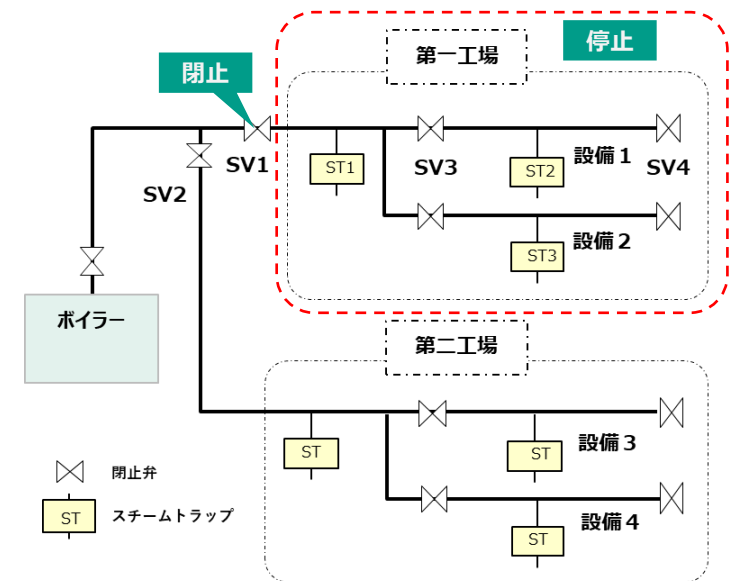 停止
第一工場
閉止
SV1
SV2
ST1
SV3
ST2
設備１
SV4
ST3
設備２
ボイラー
第二工場
ST
ST
設備３
ST
設備４
閉止弁
ST
スチームトラップ